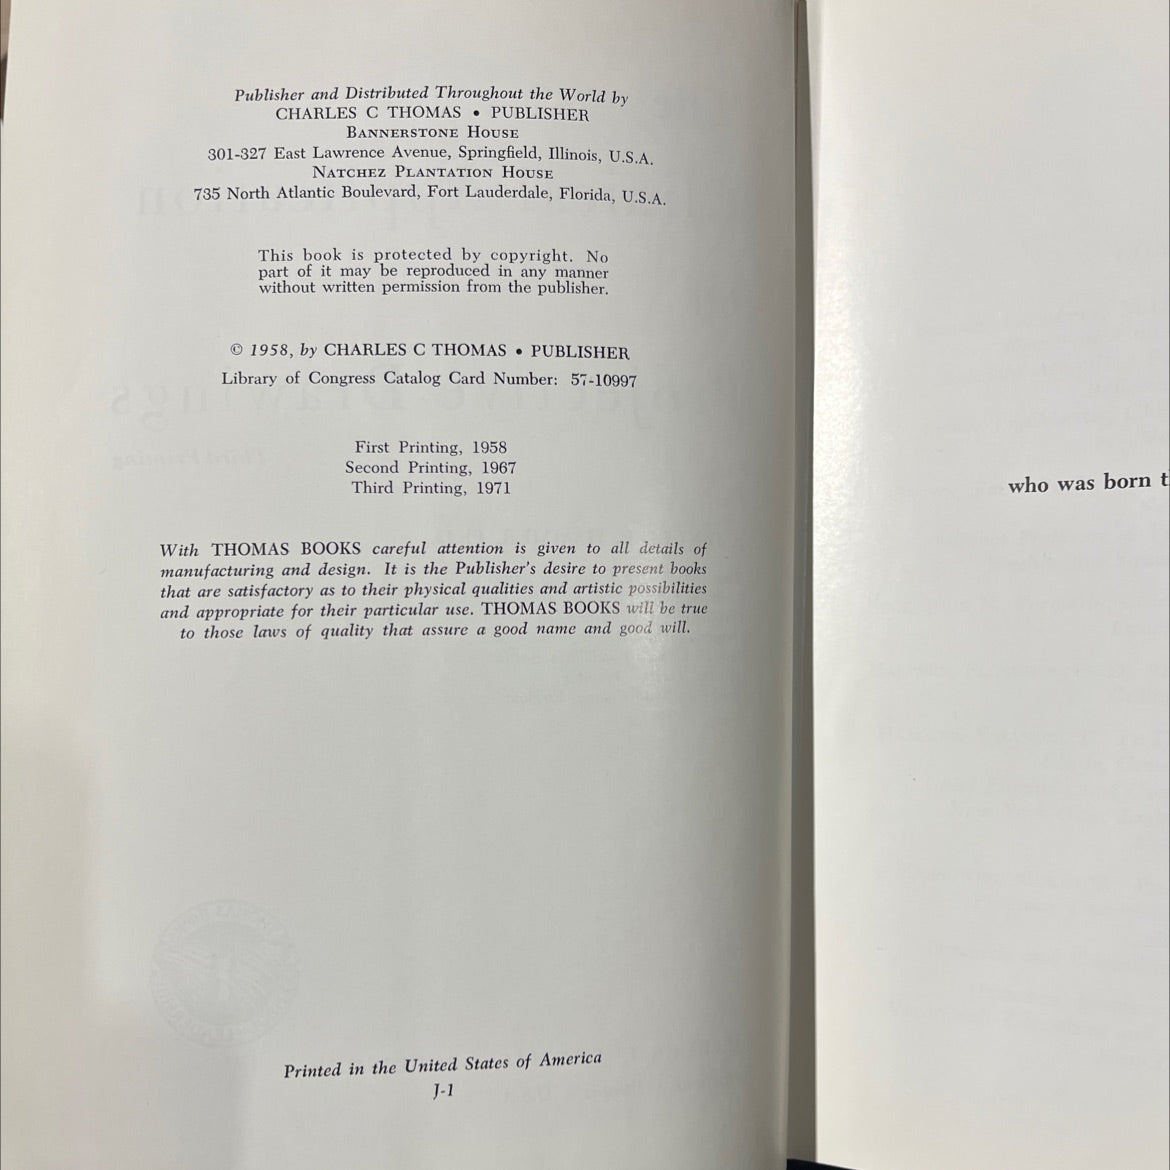 Publisher and Distributed Throughout the World by
CHARLES C THOMAS • PUBLISHER
BANNERSTONE HOUSE
301-327 East Lawrence Avenue, Springfield, Illinois, U.S.A.
NATCHEZ PLANTATION HOUSE
735 North Atlantic Boulevard, Fort Lauderdale, Florida, U.S.A.
This book is protected by copyright. No
part of it may be reproduced in any manner
without written permission from the publisher.
© 1958, by CHARLES C THOMAS • PUBLISHER
Library of Congress Catalog Card Number: 57-10997
First Printing, 1958
Second Printing, 1967
Third Printing, 1971
With THOMAS BOOKS careful attention is given to all details of
manufacturing and design. It is the Publisher's desire to present books
that are satisfactory as to their physical qualities and artistic possibilities
and appropriate for their particular use. THOMAS BOOKS will be true
to those laws of quality that assure a good name and good will.
Printed in the United States of America
J-1
who was born t